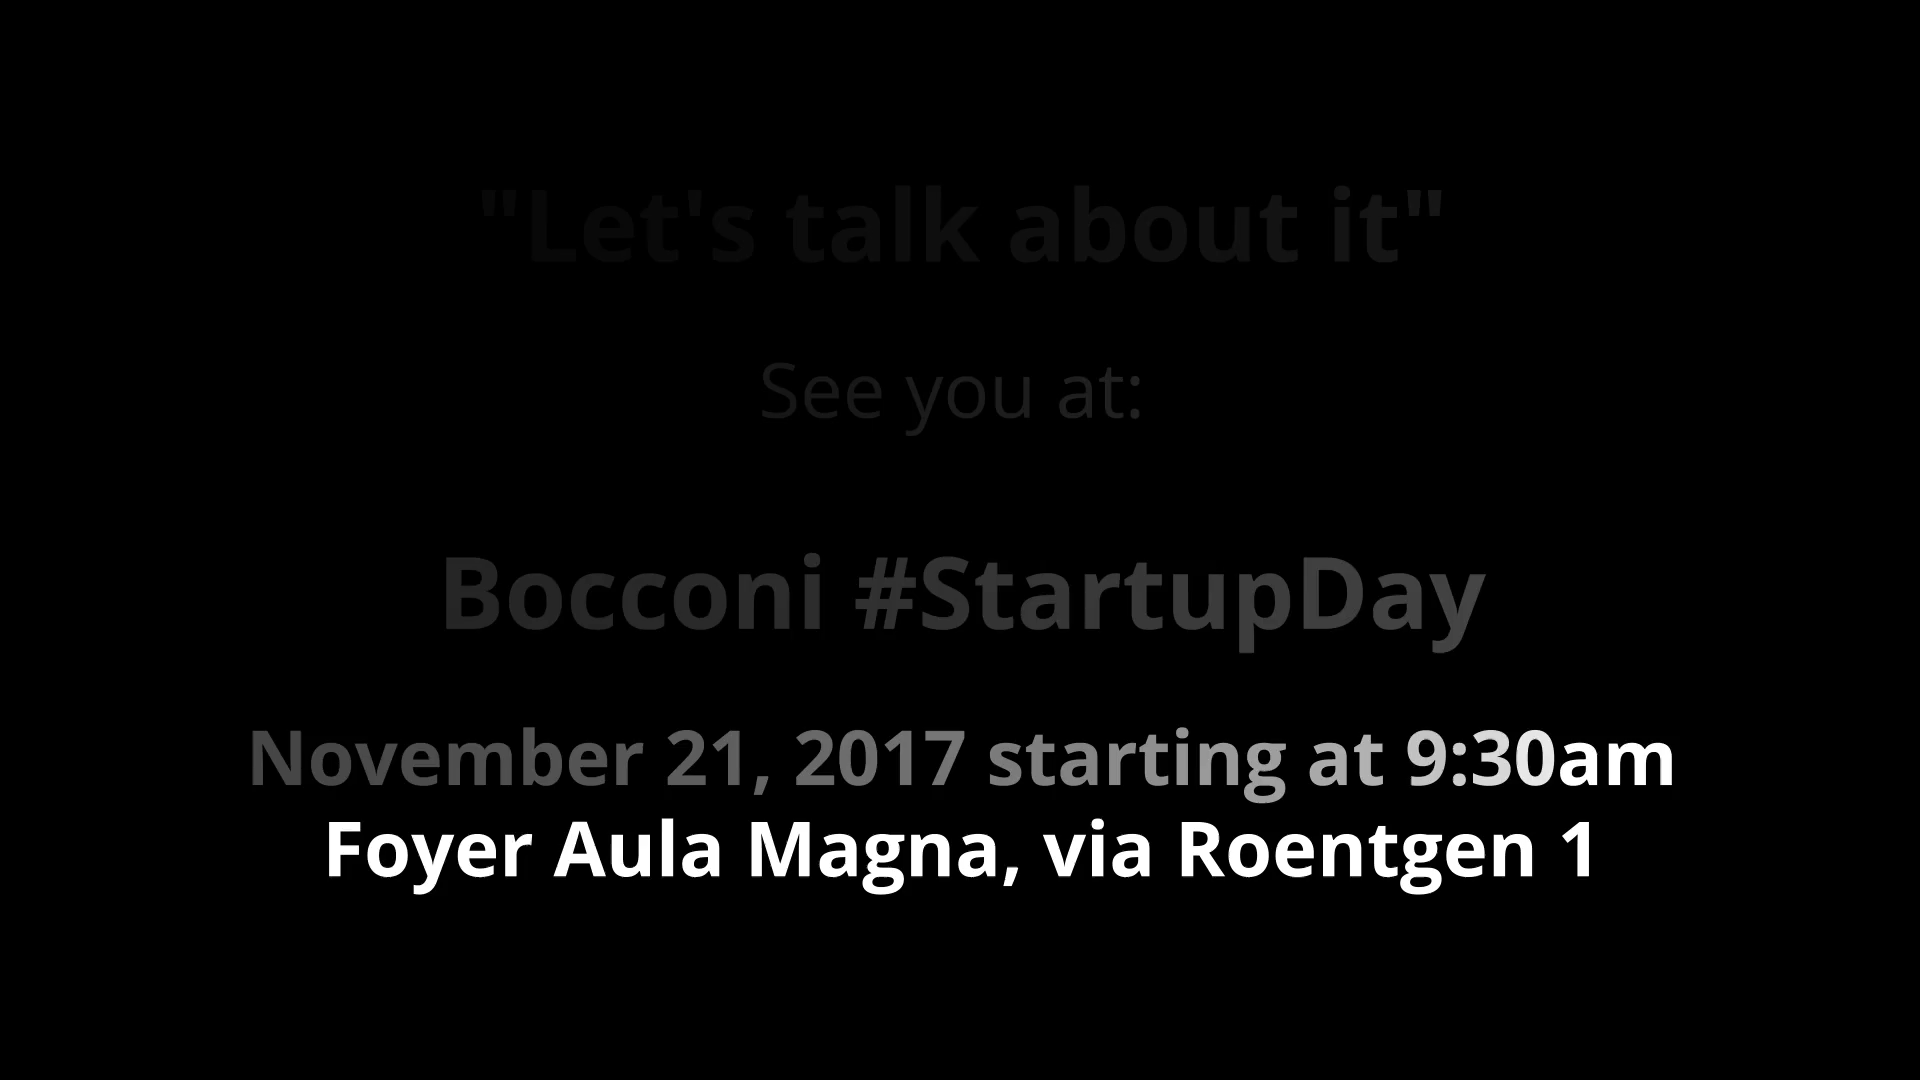 "Let's talk about it"
See you at:
Bocconi #StartupDay
November 21, 2017 starting at 9:30am
Foyer Aula Magna, via Roentgen 1